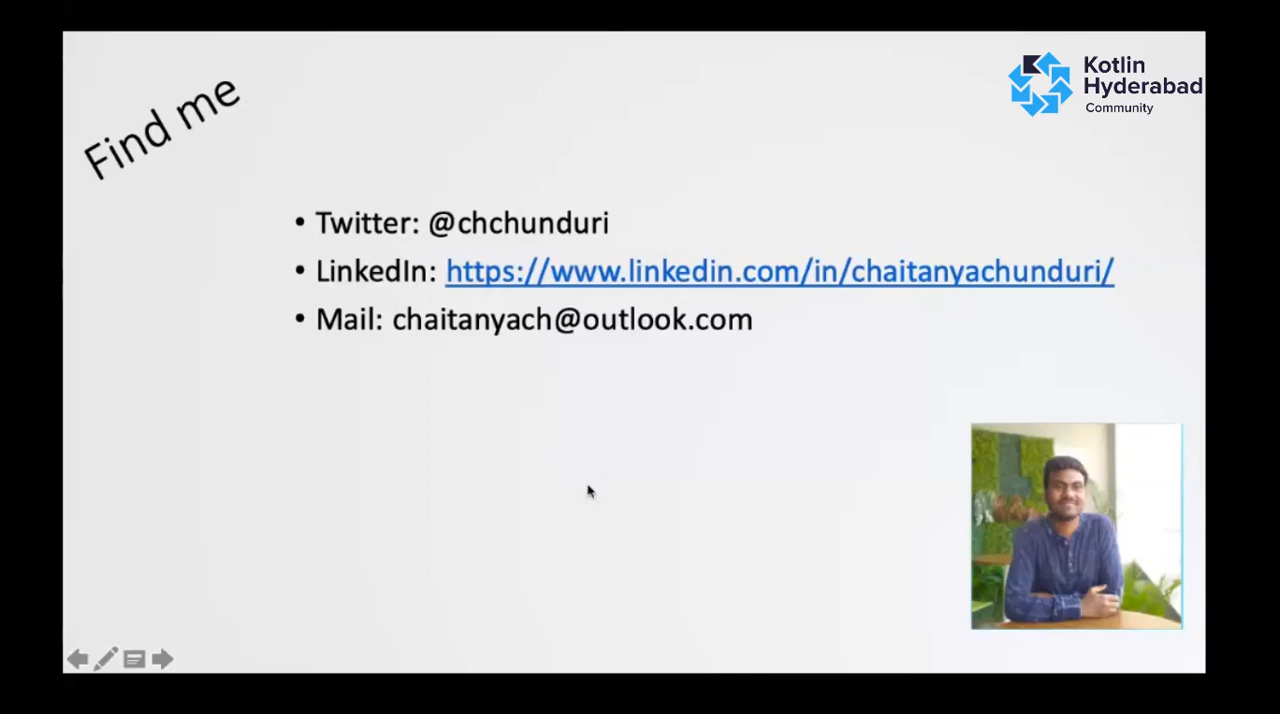 Find me
Kotlin
Hyderabad
Community
• Twitter: @chchunduri
• LinkedIn: https://www.linkedin.com/in/chaitanyachunduri/
• Mail: chaitanyach@outlook.com